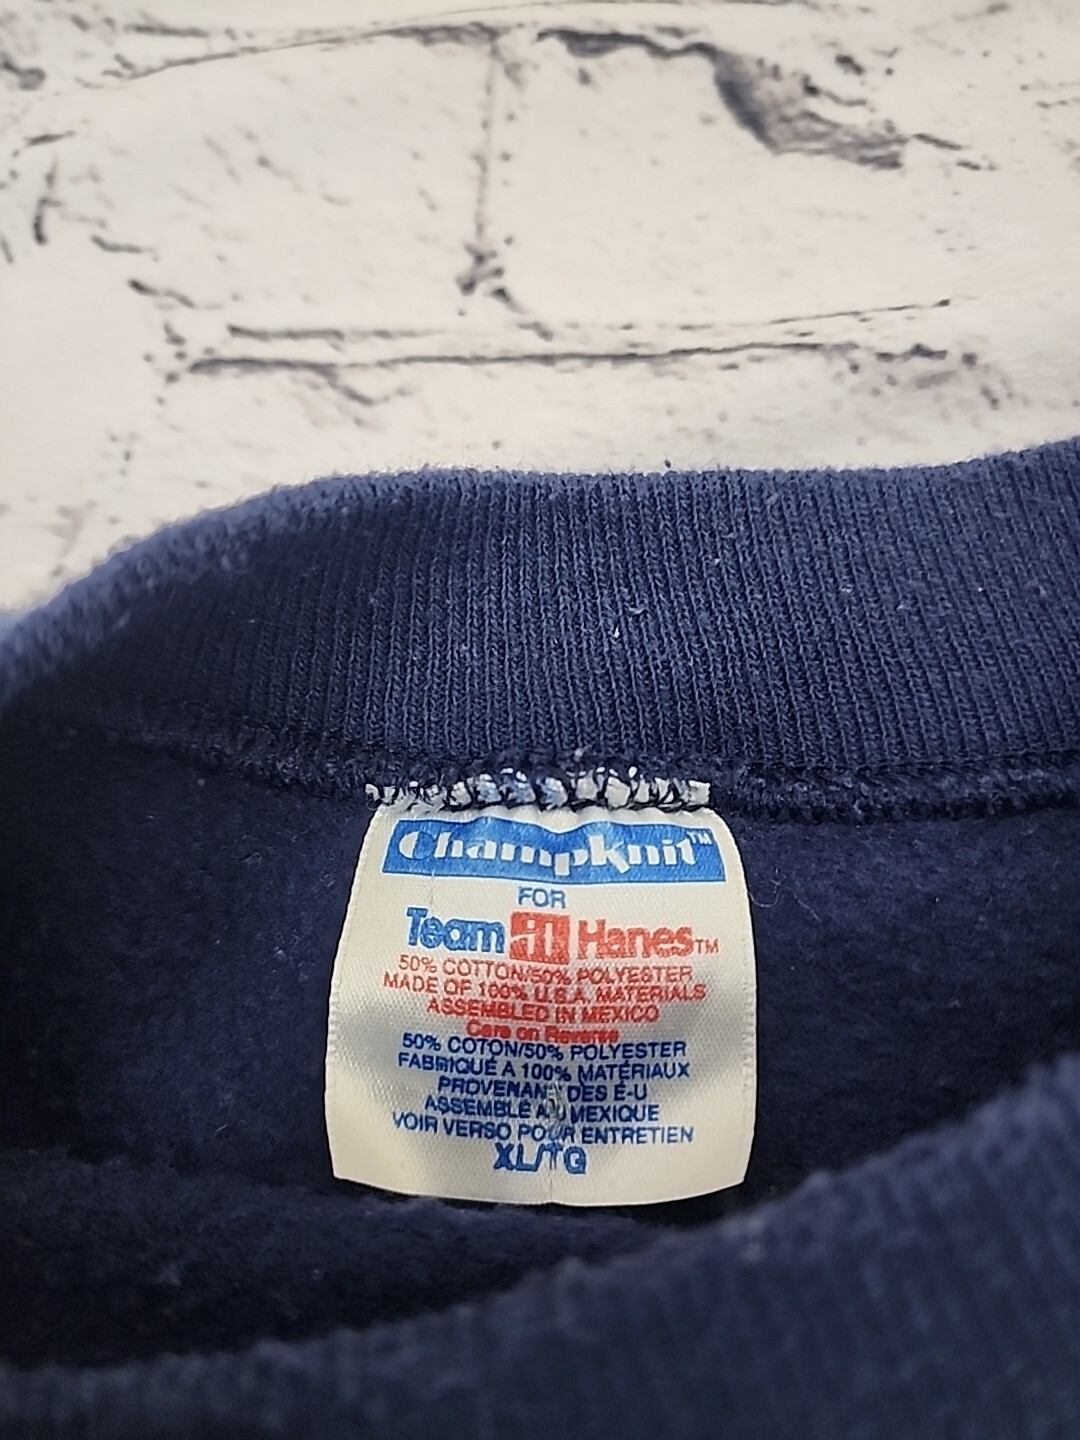 ChampKnit™
FOR
Team Hanes™
50% COTTON/50% POLYESTER
MADE OF 100% U.S.A. MATERIALS
ASSEMBLED IN MEXICO
Care on Reverse
50% COTON/50% POLYESTER
FABRIQUÉ A 100% MATÉRIAUX
PROVENANT DES É-U
ASSEMBLÉ AU MEXIQUE
VOIR VERSO POUR ENTRETIEN
XL/TG